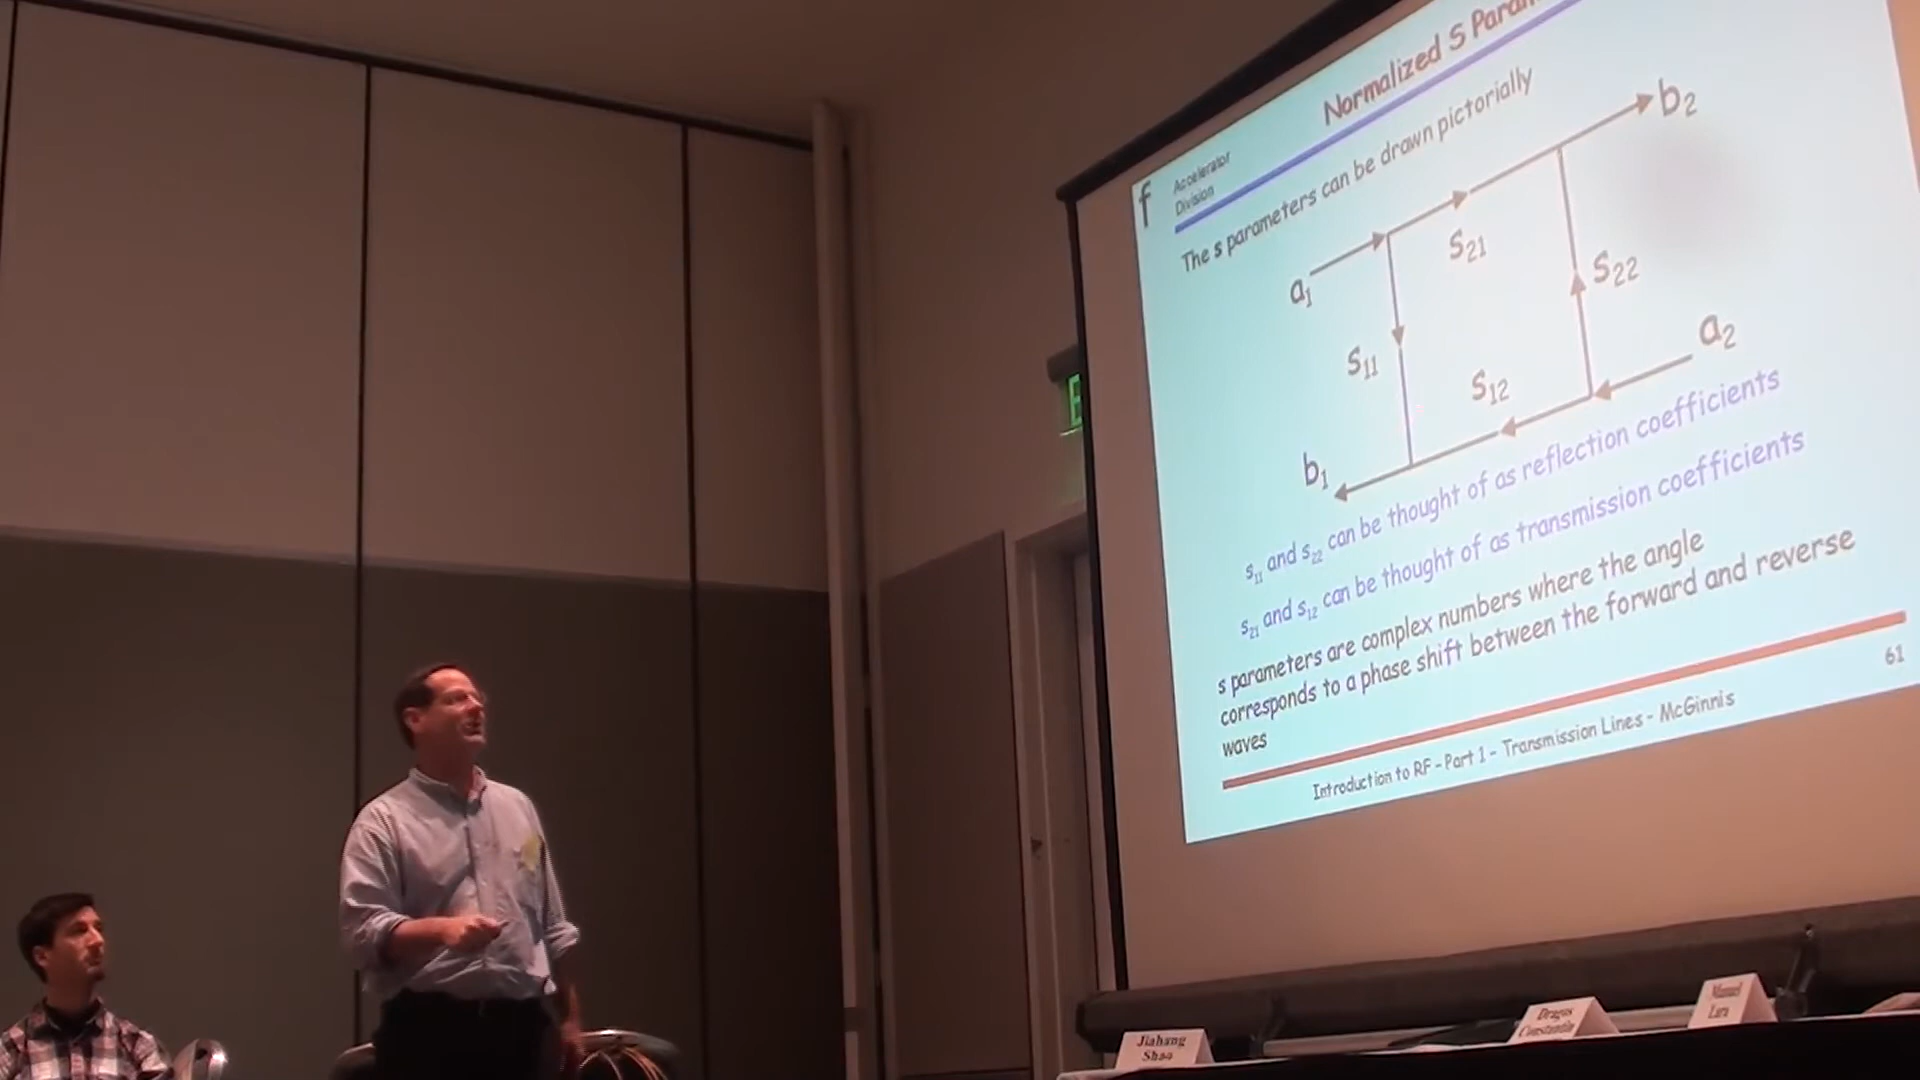 Normalized S Param
f
Accelerator
Division
The s parameters can be drawn pictorially
b2
a1
s21
s22
s11
a2
s12
b1
s11 and s22 can be thought of as reflection coefficients
s21 and s12 can be thought of as transmission coefficients
s parameters are complex numbers where the angle
corresponds to a phase shift between the forward and reverse
waves
61
Introduction to RF - Part 1 - Transmission Lines - McGinnis
E
Jiahang
Shao
Dragos
Constantin
Manuel
Lara